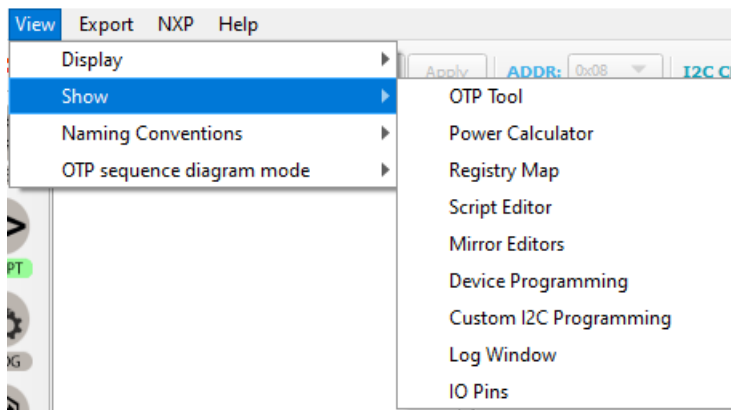 View Export NXP Help
Display
Apply ADDR: 0x08 I2C
Show
OTP Tool
Power Calculator
Naming Conventions
Registry Map
OTP sequence diagram mode
Script Editor
Mirror Editors
Device Programming
Custom I2C Programming
Log Window
IO Pins